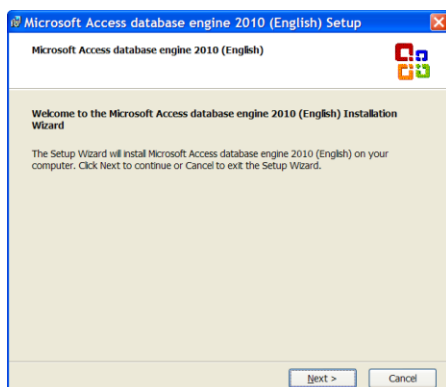 Microsoft Access database engine 2010 (English) Setup
Microsoft Access database engine 2010 (English)
Welcome to the Microsoft Access database engine 2010 (English) Installation
Wizard
The Setup Wizard will install Microsoft Access database engine 2010 (English) on your
computer. Click Next to continue or Cancel to exit the Setup Wizard.
Next >
Cancel